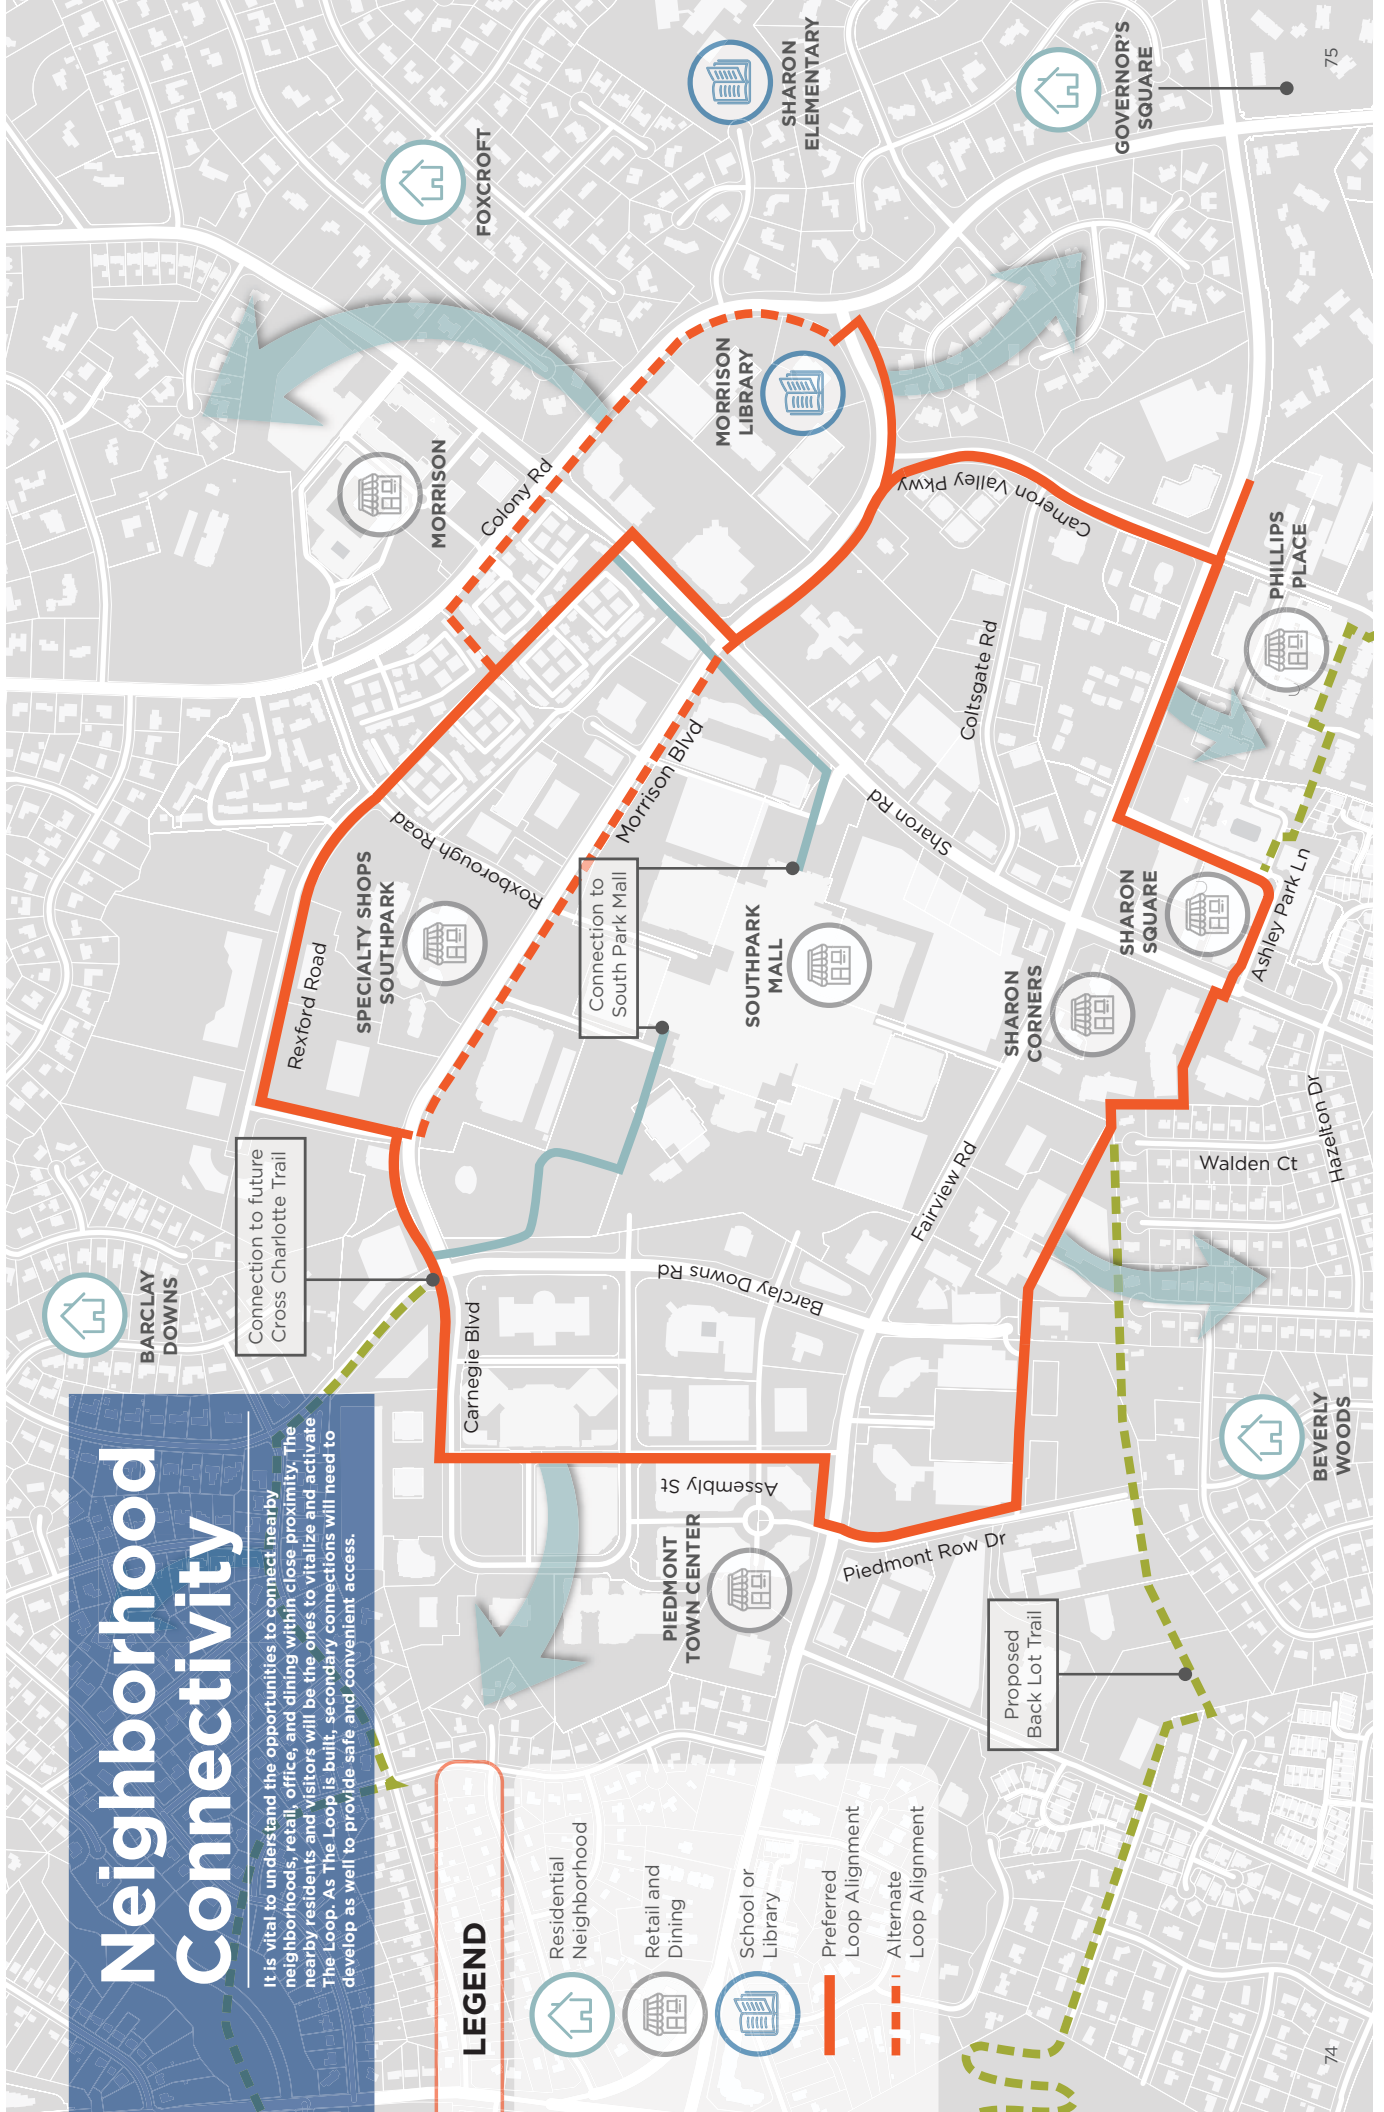 Neighborhood
Connectivity
It is vital to understand the opportunities to connect nearby
neighborhoods, retail, office, and dining within close proximity. The
nearby residents and visitors will be the ones to vitalize and activate
The Loop. As The Loop is built, secondary connections will need to
develop as well to provide safe and convenient access.
LEGEND
Residential
Neighborhood
Retail and
Dining
School or
Library
Preferred
Loop Alignment
Alternate
Loop Alignment
74
BARCLAY
DOWNS
Connection to future
Cross Charlotte Trail
Rexford Road
SPECIALTY SHOPS
SOUTHPARK
Roxborough Road
Carnegie Blvd
Morrison Blvd
Connection to
South Park Mall
Colony Rd
MORRISON
FOXCROFT
SHARON
ELEMENTARY
GOVERNOR'S
SQUARE
75
MORRISON
LIBRARY
Cameron Valley Pkwy
PHILLIPS
PLACE
Coltsgate Rd
Sharon Rd
SOUTHPARK
MALL
SHARON
SQUARE
SHARON
CORNERS
Ashley Park Ln
Hazelton Dr
Walden Ct
Fairview Rd
Barclay Downs Rd
Assembly St
PIEDMONT
TOWN CENTER
Piedmont Row Dr
Proposed
Back Lot Trail
BEVERLY
WOODS